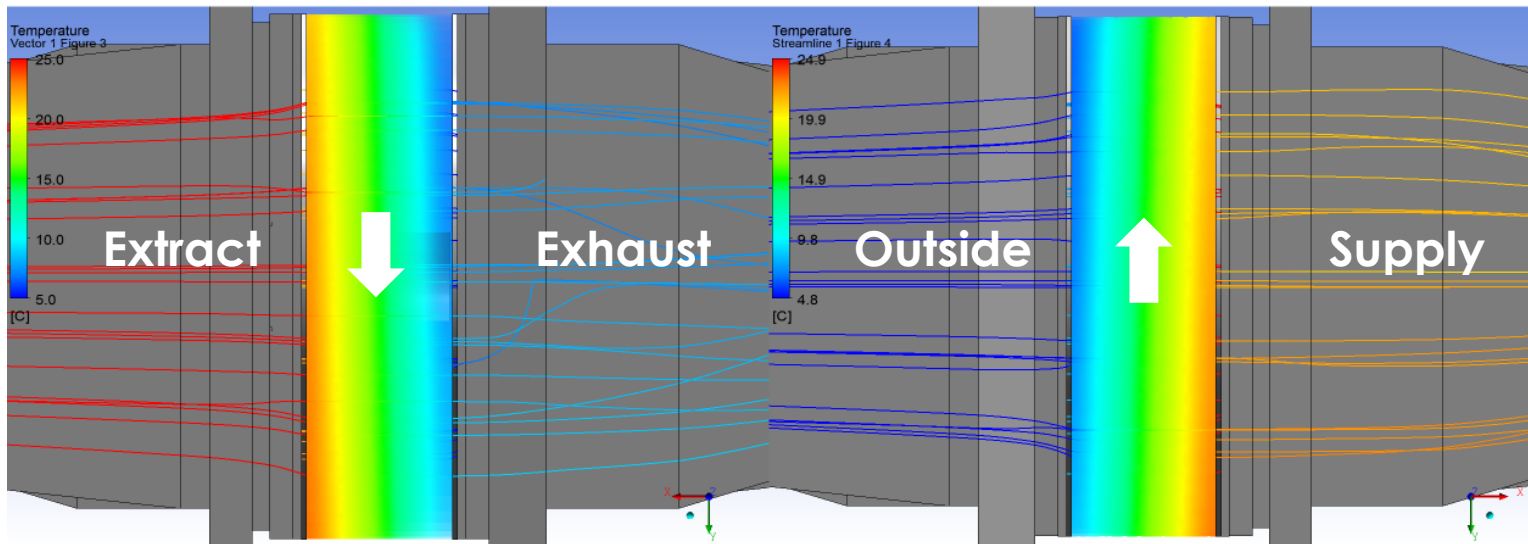 Temperature
Vector 1 Figure 3
25.0
20.0
15.0
10.0
5.0
[C]
Extract
Exhaust
X
Z
Y
Temperature
Streamline 1 Figure 4
24.9
19.9
14.9
9.8
4.8
[C]
Outside
Supply
X
Z
Y